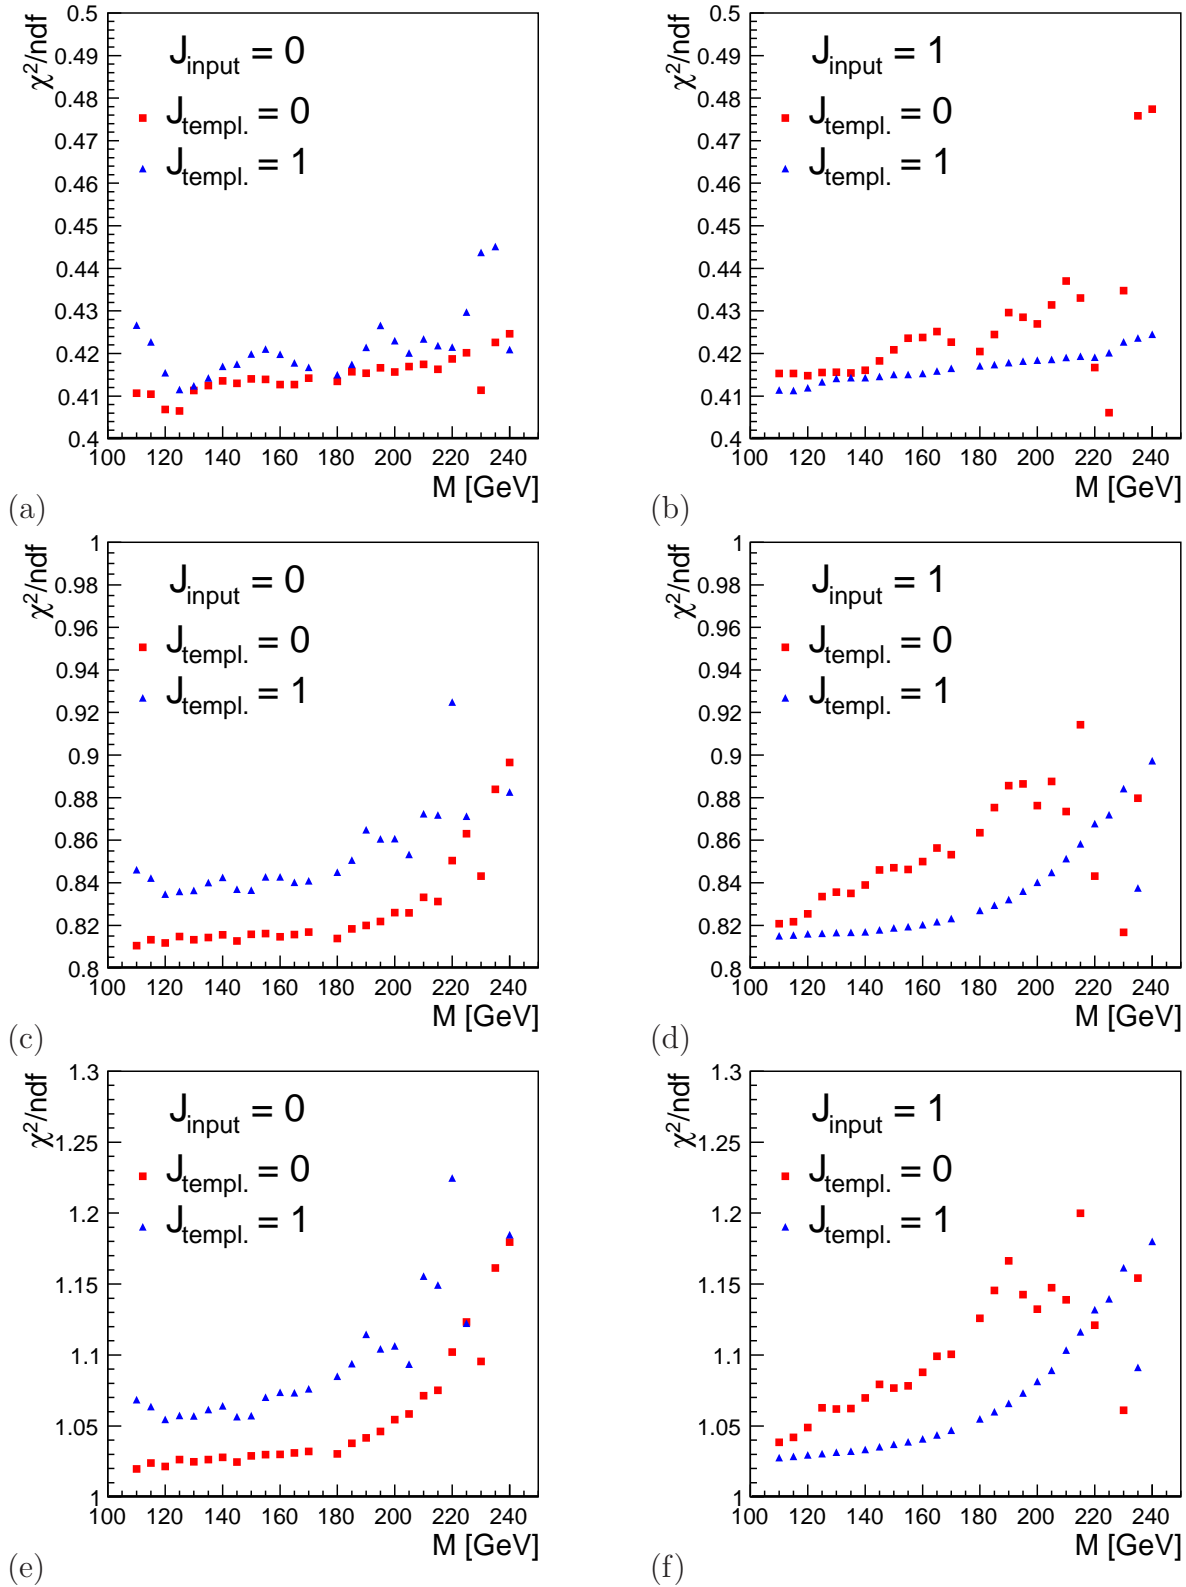 χ²/ndf
0.5
0.49
0.48
0.47
0.46
0.45
0.44
0.43
0.42
0.41
0.4
J_input = 0
J_templ. = 0
J_templ. = 1
100 120 140 160 180 200 220 240
M [GeV]
(a)
χ²/ndf
0.5
0.49
0.48
0.47
0.46
0.45
0.44
0.43
0.42
0.41
0.4
J_input = 1
J_templ. = 0
J_templ. = 1
100 120 140 160 180 200 220 240
M [GeV]
(b)
χ²/ndf
1
0.98
0.96
0.94
0.92
0.9
0.88
0.86
0.84
0.82
0.8
J_input = 0
J_templ. = 0
J_templ. = 1
100 120 140 160 180 200 220 240
M [GeV]
(c)
χ²/ndf
1
0.98
0.96
0.94
0.92
0.9
0.88
0.86
0.84
0.82
0.8
J_input = 1
J_templ. = 0
J_templ. = 1
100 120 140 160 180 200 220 240
M [GeV]
(d)
χ²/ndf
1.3
1.25
1.2
1.15
1.1
1.05
1
J_input = 0
J_templ. = 0
J_templ. = 1
100 120 140 160 180 200 220 240
M [GeV]
(e)
χ²/ndf
1.3
1.25
1.2
1.15
1.1
1.05
1
J_input = 1
J_templ. = 0
J_templ. = 1
100 120 140 160 180 200 220 240
M [GeV]
(f)